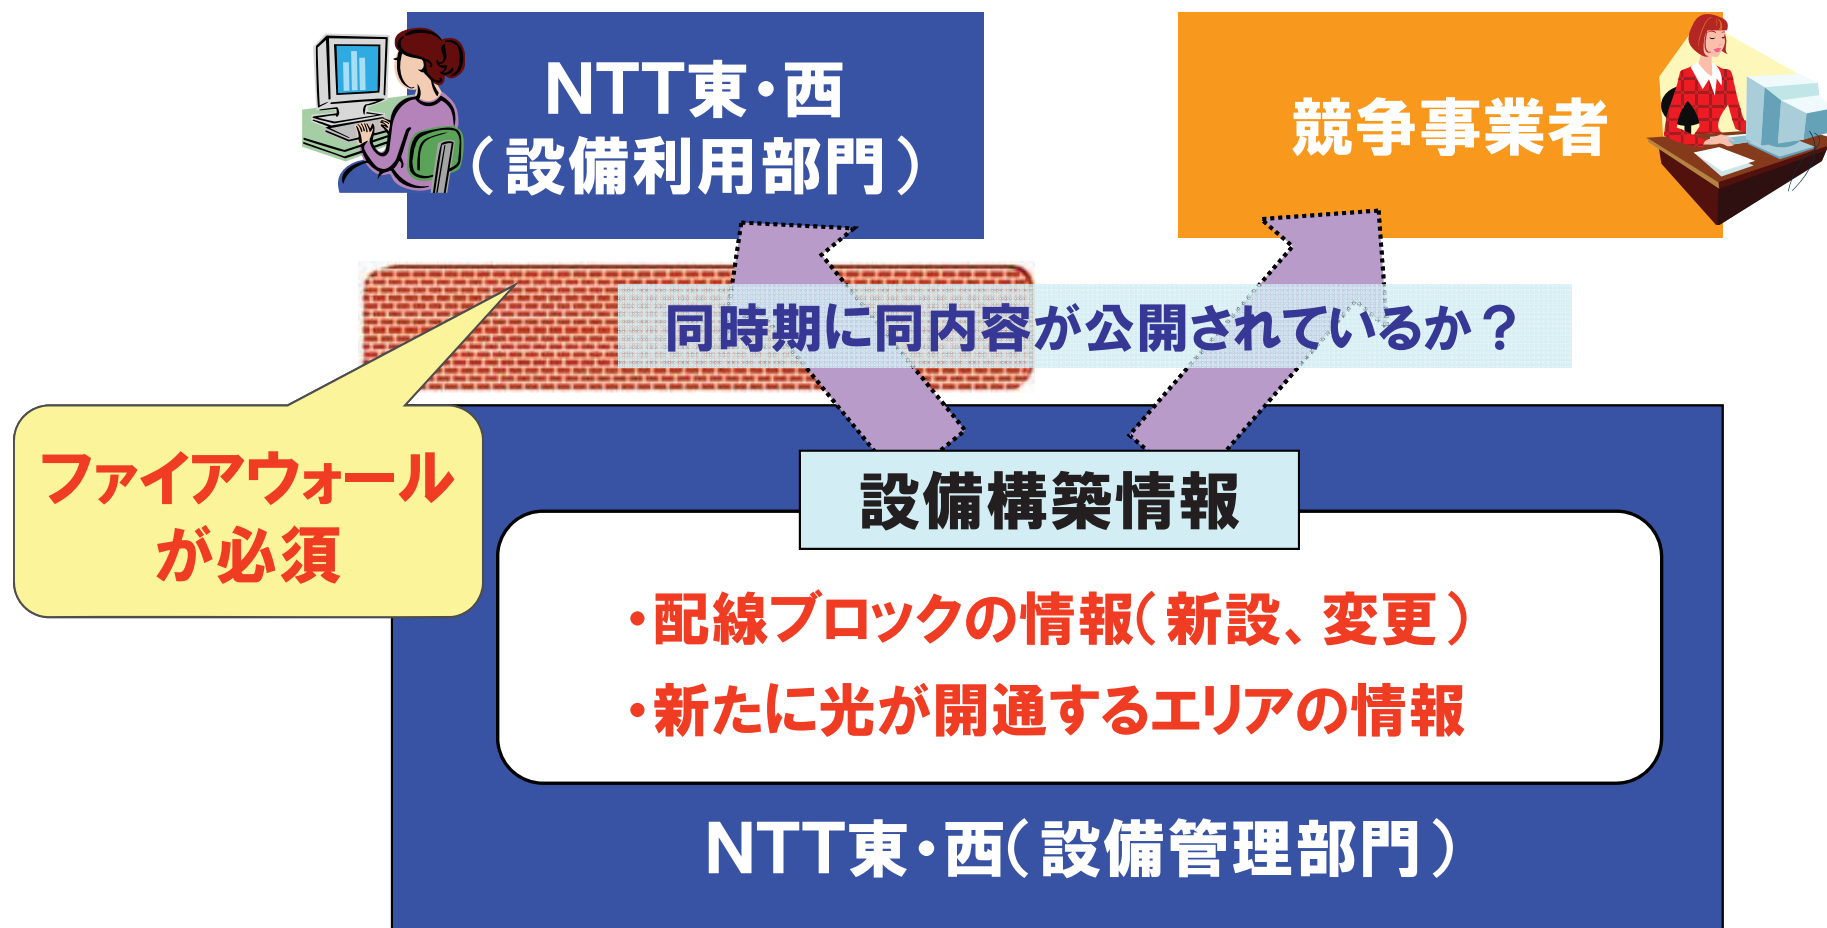 NTT東・西
（設備利用部門）
競争事業者
同時期に同内容が公開されているか？
ファイアウォール
が必須
設備構築情報
・配線ブロックの情報（新設、変更）
・新たに光が開通するエリアの情報
NTT東・西（設備管理部門）